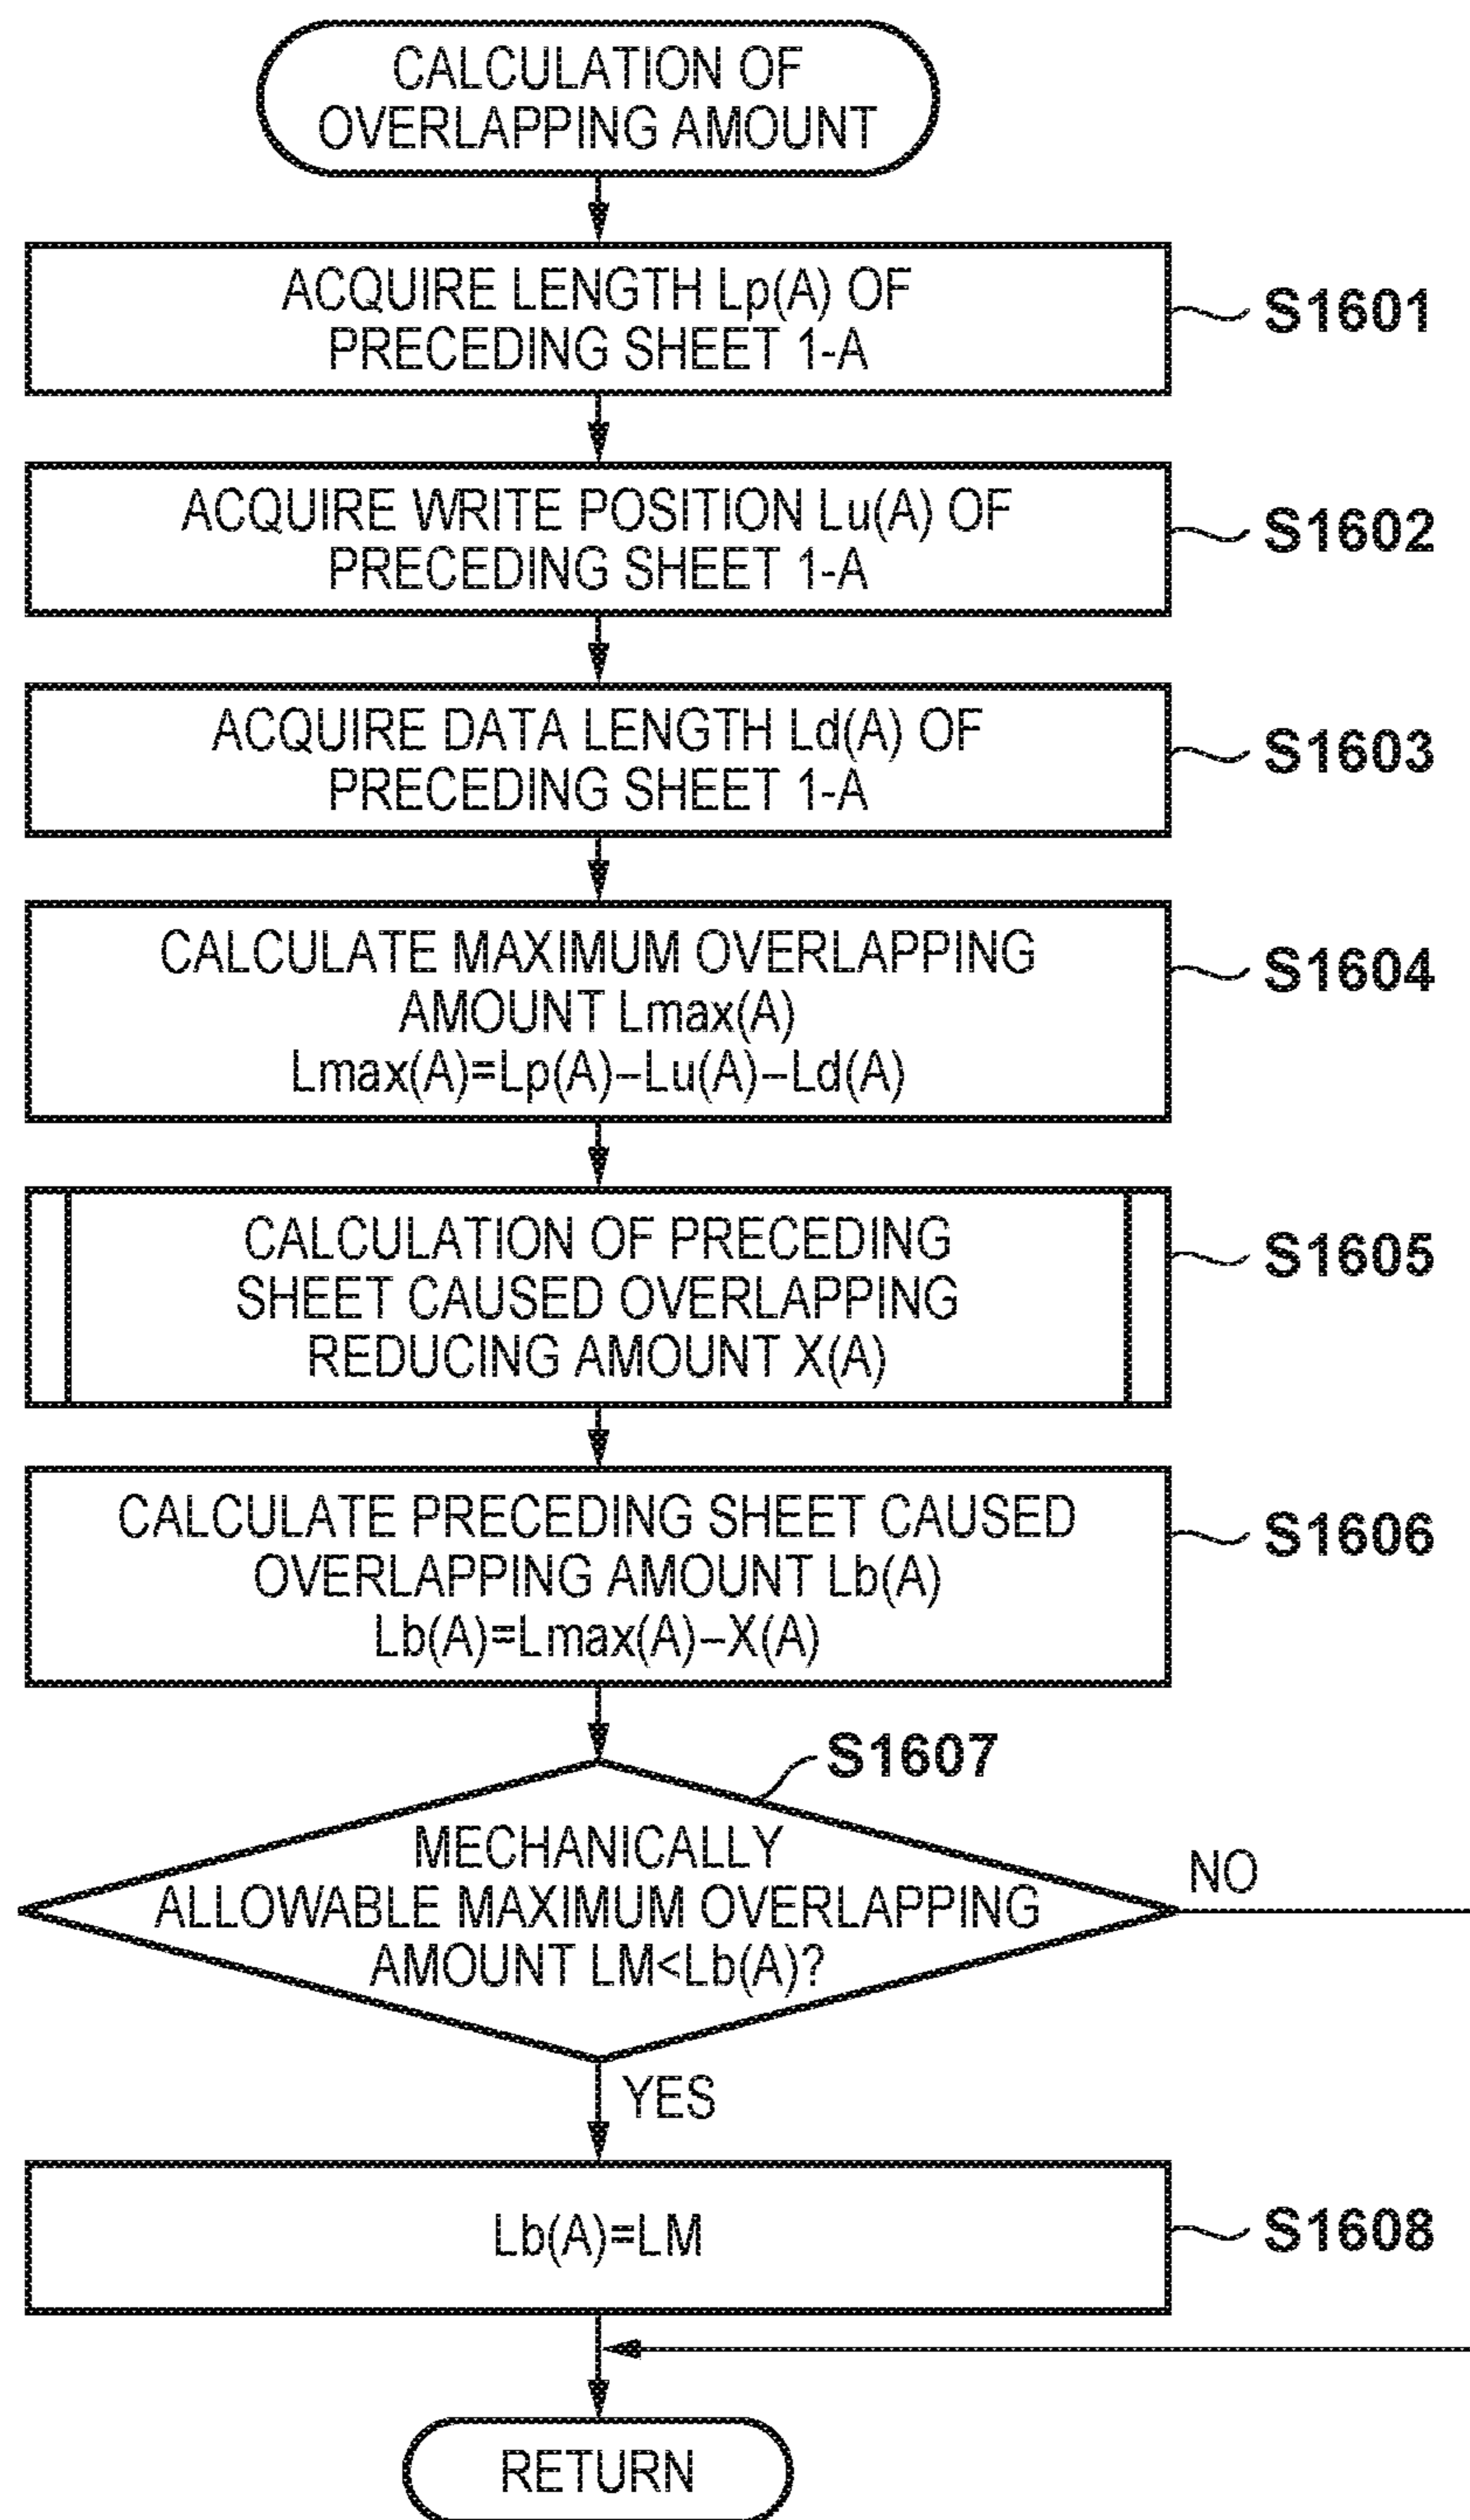 CALCULATION OF
OVERLAPPING AMOUNT
ACQUIRE LENGTH Lp(A) OF
PRECEDING SHEET 1-A
S1601
ACQUIRE WRITE POSITION Lu(A) OF
PRECEDING SHEET 1-A
S1602
ACQUIRE DATA LENGTH Ld(A) OF
PRECEDING SHEET 1-A
S1603
CALCULATE MAXIMUM OVERLAPPING
AMOUNT Lmax(A)
Lmax(A)=Lp(A)–Lu(A)–Ld(A)
S1604
CALCULATION OF PRECEDING
SHEET CAUSED OVERLAPPING
REDUCING AMOUNT X(A)
S1605
CALCULATE PRECEDING SHEET CAUSED
OVERLAPPING AMOUNT Lb(A)
Lb(A)=Lmax(A)–X(A)
S1606
S1607
MECHANICALLY
ALLOWABLE MAXIMUM OVERLAPPING
AMOUNT LM<Lb(A)?
NO
YES
Lb(A)=LM
S1608
RETURN